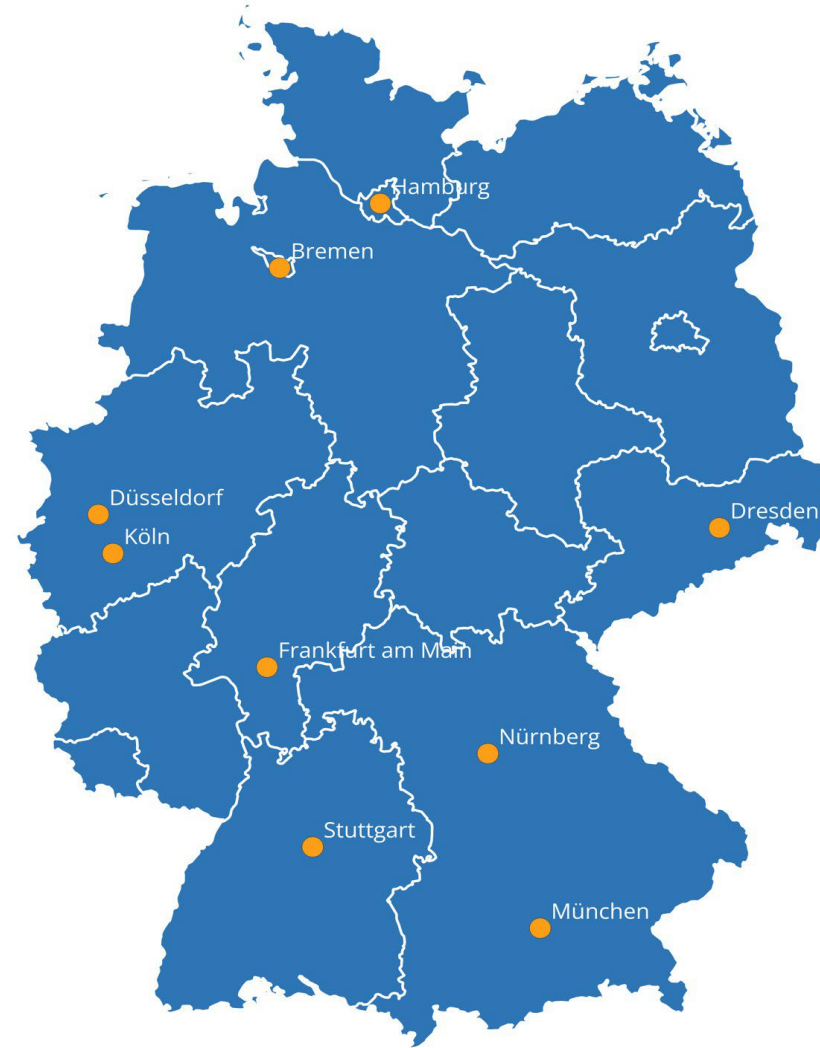 Hamburg
Bremen
Düsseldorf
Dresden
Köln
Frankfurt am Main
Nürnberg
Stuttgart
München